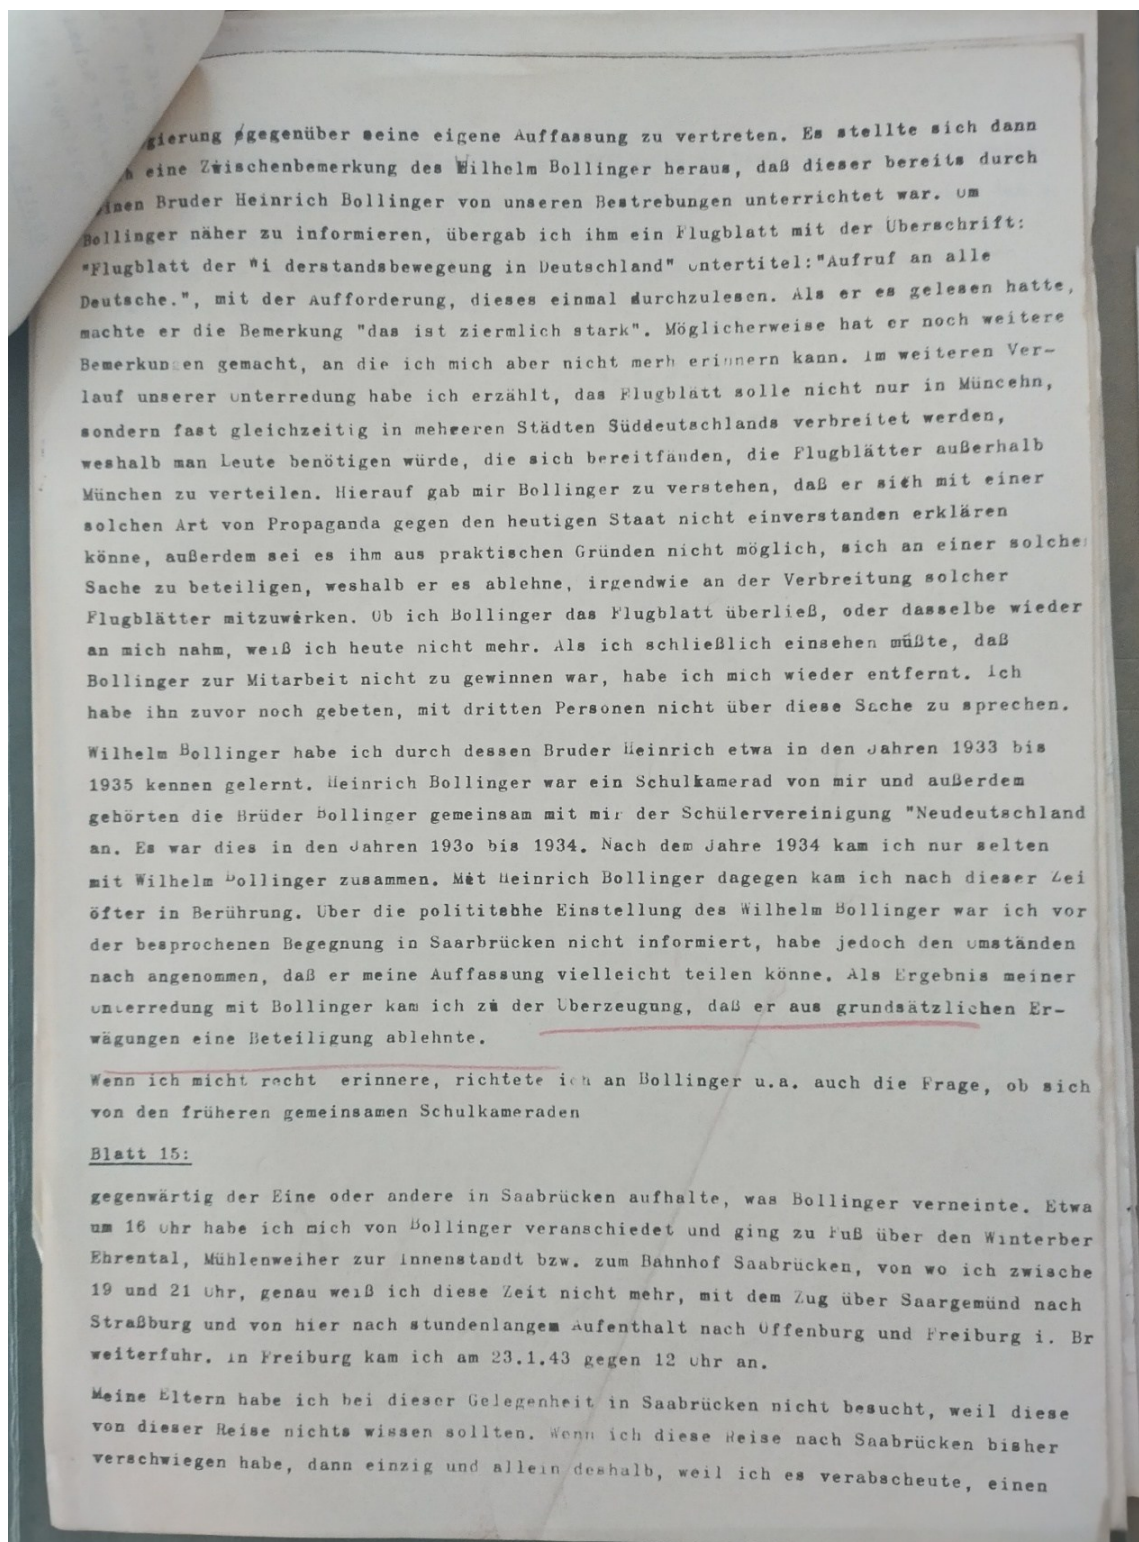 gierung gegenüber seine eigene Auffassung zu vertreten. Es stellte sich dann
eine Zwischenbemerkung des Wilhelm Bollinger heraus, daß dieser bereits durch
Bruder Heinrich Bollinger von unseren Bestrebungen unterrichtet war. Um
Bollinger näher zu informieren, übergab ich ihm ein Flugblatt mit der Überschrift:
"Flugblatt der Wi derstandsbewegeung in Deutschland" Untertitel:"Aufruf an alle
Deutsche.", mit der Aufforderung, dieses einmal durchzulesen. Als er es gelesen hatte,
machte er die Bemerkung "das ist ziermlich stark". Möglicherweise hat er noch weitere
Bemerkungen gemacht, an die ich mich aber nicht merh erinnern kann. Im weiteren Ver-
lauf unserer Unterredung habe ich erzählt, das Flugblatt solle nicht nur in Müncehn,
sondern fast gleichzeitig in mehreren Städten Süddeutschlands verbreitet werden,
weshalb man Leute benötigen würde, die sich bereitfänden, die Flugblätter außerhalb
München zu verteilen. Hierauf gab mir Bollinger zu verstehen, daß er sich mit einer
solchen Art von Propaganda gegen den heutigen Staat nicht einverstanden erklären
könne, außerdem sei es ihm aus praktischen Gründen nicht möglich, sich an einer solche
Sache zu beteiligen, weshalb er es ablehne, irgendwie an der Verbreitung solcher
Flugblätter mitzuwirken. Ob ich Bollinger das Flugblatt überließ, oder dasselbe wieder
an mich nahm, weiß ich heute nicht mehr. Als ich schließlich einsehen müßte, daß
Bollinger zur Mitarbeit nicht zu gewinnen war, habe ich mich wieder entfernt. Ich
habe ihn zuvor noch gebeten, mit dritten Personen nicht über diese Sache zu sprechen.
Wilhelm Bollinger habe ich durch dessen Bruder Heinrich etwa in den Jahren 1933 bis
1935 kennen gelernt. Heinrich Bollinger war ein Schulkamerad von mir und außerdem
gehörten die Brüder Bollinger gemeinsam mit mir der Schülervereinigung "Neudeutschland
an. Es war dies in den Jahren 193o bis 1934. Nach dem Jahre 1934 kam ich nur selten
mit Wilhelm Bollinger zusammen. Mit Heinrich Bollinger dagegen kam ich nach dieser Zei
öfter in Berührung. Über die polititshhe Einstellung des Wilhelm Bollinger war ich vor
der besprochenen Begegnung in Saarbrücken nicht informiert, habe jedoch den Umständen
nach angenommen, daß er meine Auffassung vielleicht teilen könne. Als Ergebnis meiner
Unterredung mit Bollinger kam ich zu der Überzeugung, daß er aus grundsätzlichen Er-
wägungen eine Beteiligung ablehnte.
Wenn ich micht recht erinnere, richtete ich an Bollinger u.a. auch die Frage, ob sich
von den früheren gemeinsamen Schulkameraden
Blatt 15:
gegenwärtig der Eine oder andere in Saabrücken aufhalte, was Bollinger verneinte. Etwa
um 16 Uhr habe ich mich von Bollinger veranschiedet und ging zu Fuß über den Winterber
Ehrental, Mühlenweiher zur Innenstandt bzw. zum Bahnhof Saabrücken, von wo ich zwische
19 und 21 Uhr, genau weiß ich diese Zeit nicht mehr, mit dem Zug über Saargemünd nach
Straßburg und von hier nach stundenlangem Aufenthalt nach Offenburg und Freiburg i. Br
weiterfuhr. In Freiburg kam ich am 23.1.43 gegen 12 Uhr an.
Meine Eltern habe ich bei dieser Gelegenheit in Saabrücken nicht besucht, weil diese
von dieser Reise nichts wissen sollten. Wenn ich diese Reise nach Saabrücken bisher
verschwiegen habe, dann einzig und allein deshalb, weil ich es verabscheute, einen